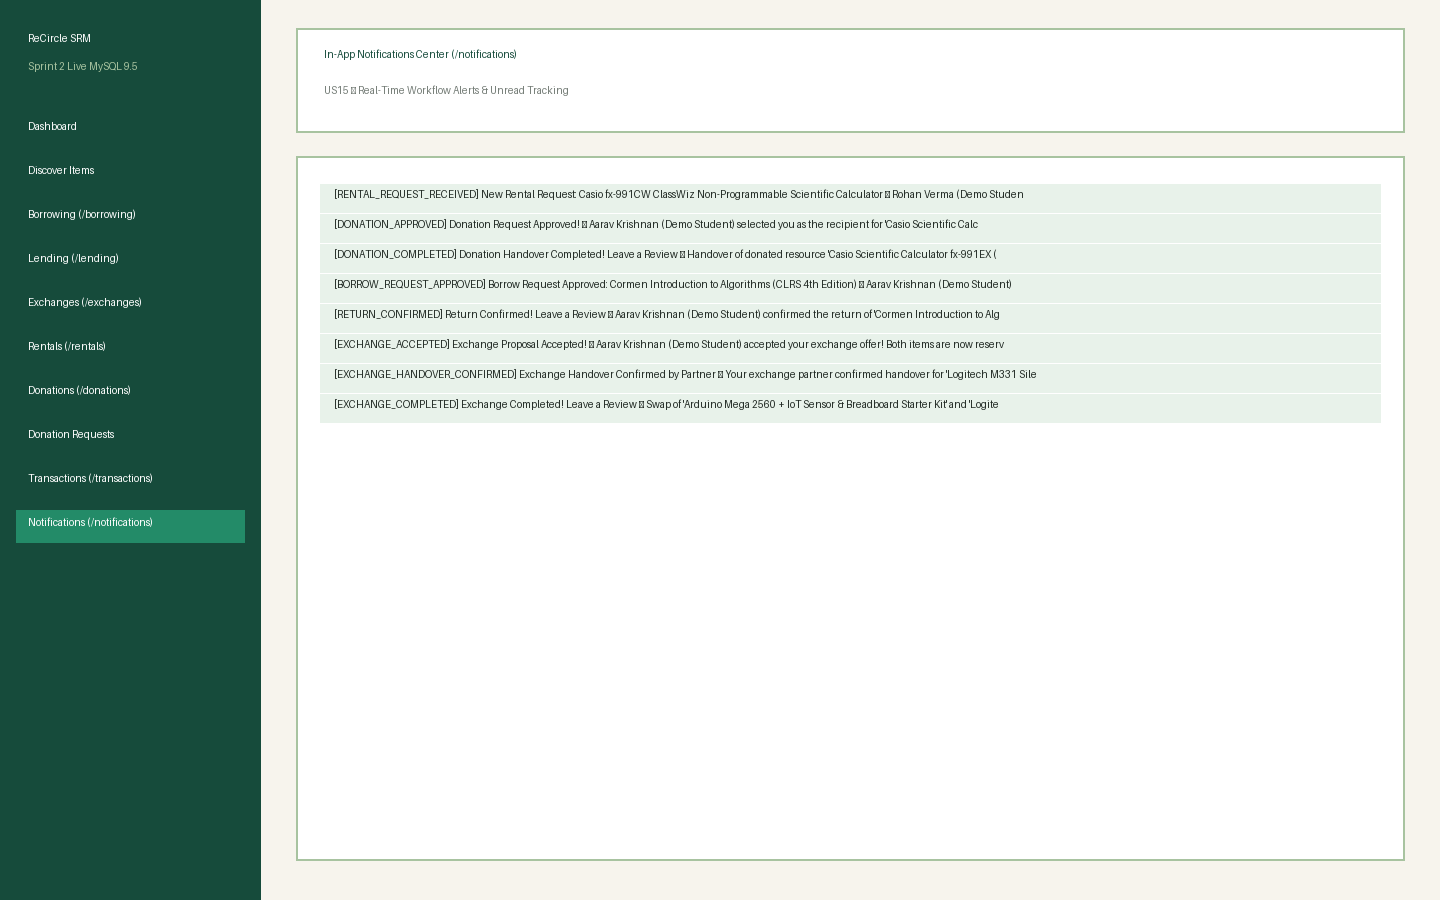 ReCircle SRM
Sprint 2 Live MySQL 9.5
Dashboard
Discover Items
Borrowing (/borrowing)
Lending (/lending)
Exchanges (/exchanges)
Rentals (/rentals)
Donations (/donations)
Donation Requests
Transactions (/transactions)
Notifications (/notifications)
In-App Notifications Center (/notifications)
US15 ☒ Real-Time Workflow Alerts & Unread Tracking
[RENTAL_REQUEST_RECEIVED] New Rental Request: Casio fx-991CW ClassWiz Non-Programmable Scientific Calculator ☒ Rohan Verma (Demo Studen
[DONATION_APPROVED] Donation Request Approved! ☒ Aarav Krishnan (Demo Student) selected you as the recipient for 'Casio Scientific Calc
[DONATION_COMPLETED] Donation Handover Completed! Leave a Review ☒ Handover of donated resource 'Casio Scientific Calculator fx-991EX (
[BORROW_REQUEST_APPROVED] Borrow Request Approved: Cormen Introduction to Algorithms (CLRS 4th Edition) ☒ Aarav Krishnan (Demo Student)
[RETURN_CONFIRMED] Return Confirmed! Leave a Review ☒ Aarav Krishnan (Demo Student) confirmed the return of 'Cormen Introduction to Alg
[EXCHANGE_ACCEPTED] Exchange Proposal Accepted! ☒ Aarav Krishnan (Demo Student) accepted your exchange offer! Both items are now reserv
[EXCHANGE_HANDOVER_CONFIRMED] Exchange Handover Confirmed by Partner ☒ Your exchange partner confirmed handover for 'Logitech M331 Sile
[EXCHANGE_COMPLETED] Exchange Completed! Leave a Review ☒ Swap of 'Arduino Mega 2560 + IoT Sensor & Breadboard Starter Kit' and 'Logite